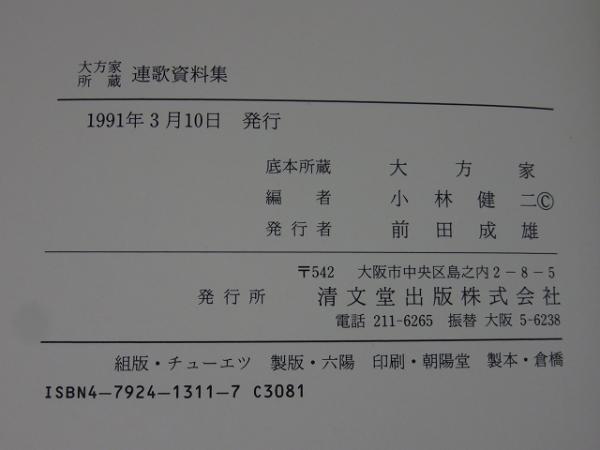 大方家所蔵 連歌資料集
1991年3月10日 発行
底本所蔵 大方家
編者 小林健二©
発行者 前田成雄
〒542 大阪市中央区島之内2-8-5
発行所 清文堂出版株式会社
電話 211-6265 振替 大阪 5-6238
組版・チューエツ 製版・六陽 印刷・朝陽堂 製本・倉橋
ISBN4-7924-1311-7 C3081